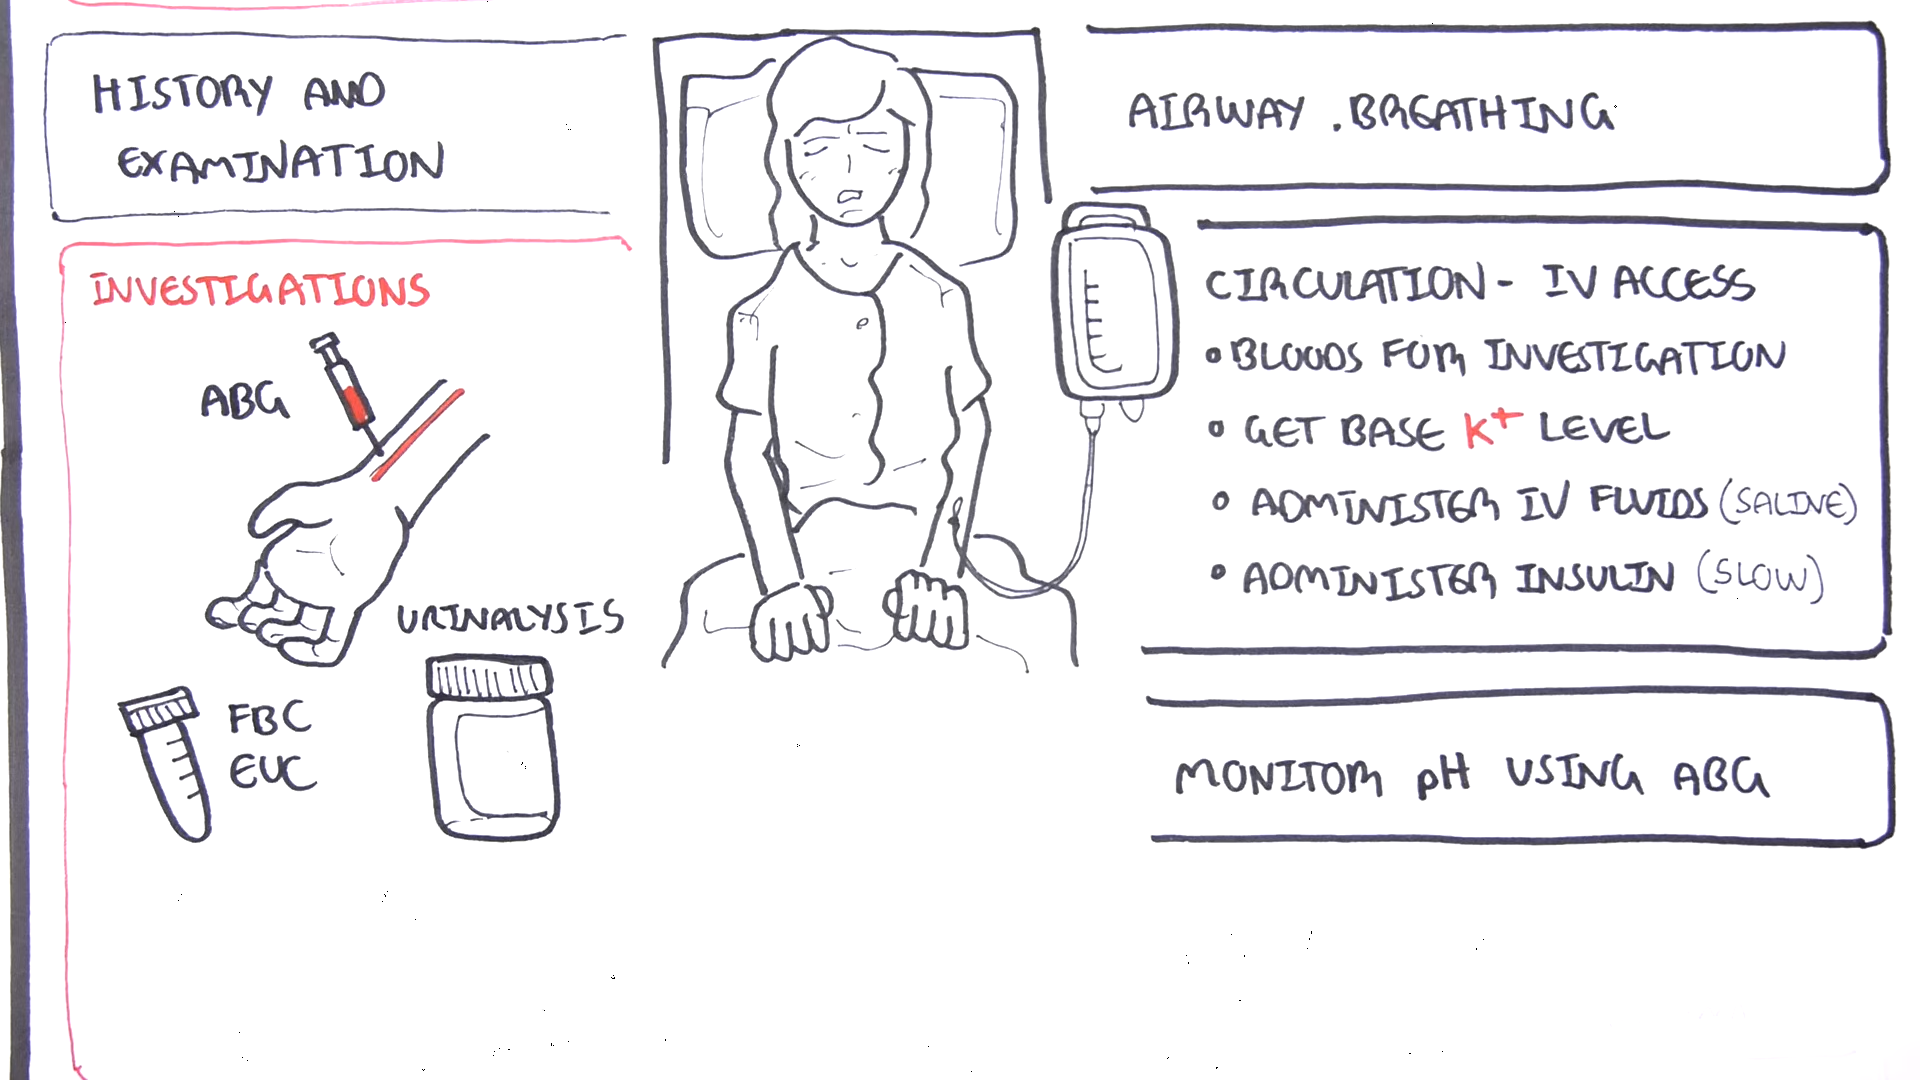 HISTORY AND
EXAMINATION
INVESTIGATIONS
ABG
URINALYSIS
FBC
EUC
AIRWAY . BREATHING
CIRCULATION - IV ACCESS
• BLOODS FOR INVESTIGATION
• GET BASE K+ LEVEL
• ADMINISTER IV FLUIDS (SALINE)
• ADMINISTER INSULIN (SLOW)
MONITOR pH USING ABG